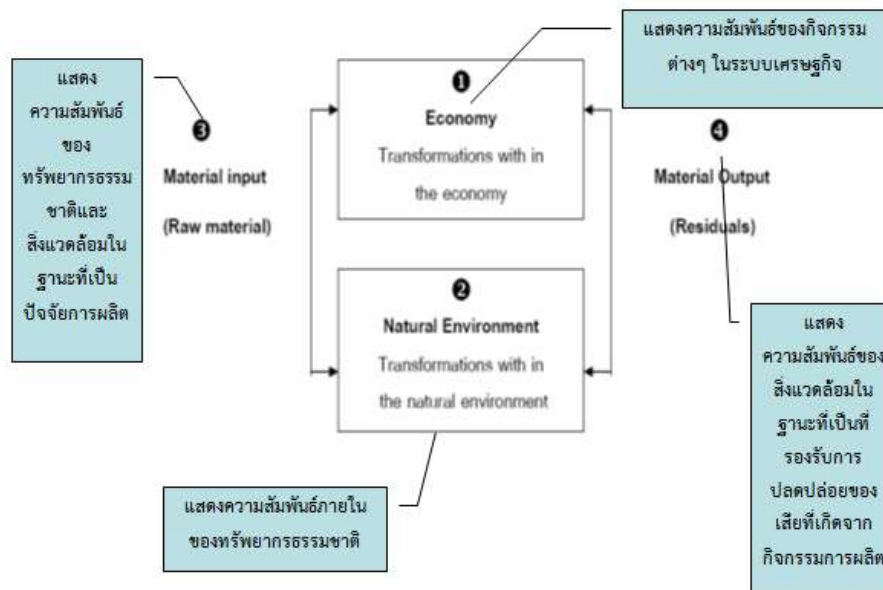 แสดงความสัมพันธ์ของกิจกรรม
ต่างๆ ในระบบเศรษฐกิจ
แสดง
ความสัมพันธ์
ของ
ทรัพยากรธรรม
ชาติและ
สิ่งแวดล้อมใน
ฐานะที่เป็น
ปัจจัยการผลิต
❸
Material input
(Raw material)
❶
Economy
Transformations with in
the economy
❹
Material Output
(Residuals)
❷
Natural Environment
Transformations with in
the natural environment
แสดง
ความสัมพันธ์ของ
สิ่งแวดล้อมใน
ฐานะที่เป็นที่
รองรับการ
ปลดปล่อยของ
เสียที่เกิดจาก
กิจกรรมการผลิต
แสดงความสัมพันธ์ภายใน
ของทรัพยากรธรรมชาติ